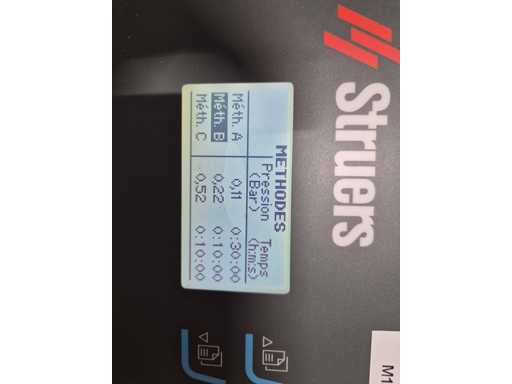 Struers
METHODES
Pression Temps
(Bar) (h:m:s)
Méth. A 0,11 0:30:00
Méth. B 0,22 0:10:00
Méth. C 0,52 0:10:00
M1